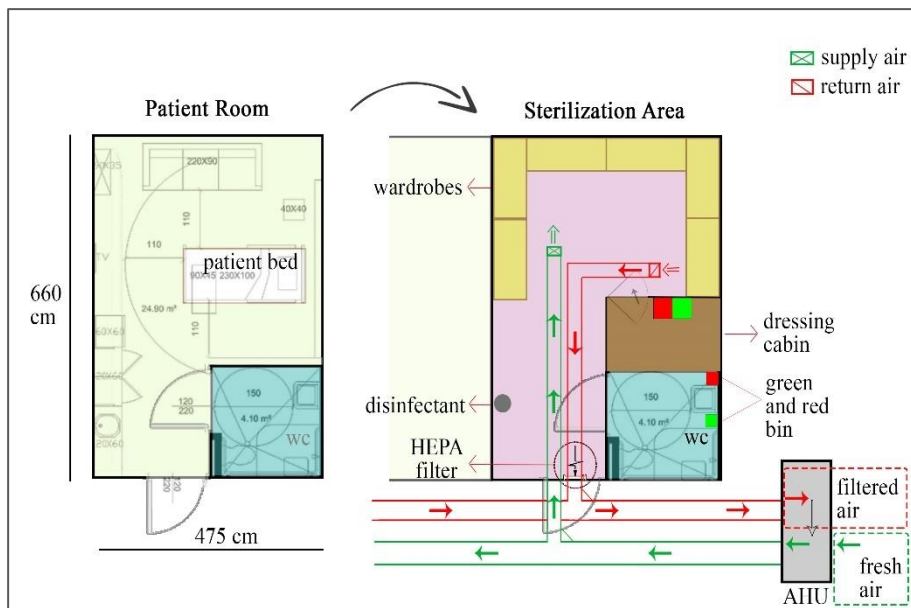 supply air
return air
Patient Room
Sterilization Area
220X90
40X40
110
110
TV
patient bed
90X45
230X100
110
24.90 m²
60X60
150
120
220
4.10 m²
wc
660
cm
475 cm
wardrobes
disinfectant
HEPA
filter
dressing
cabin
green
and red
bin
150
4.10 m²
wc
filtered
air
fresh
air
AHU